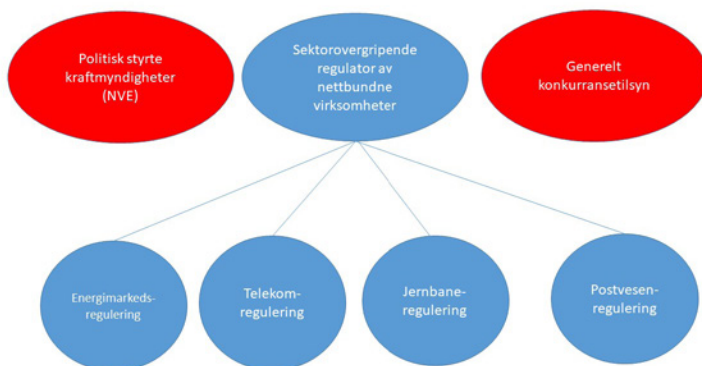 Politisk styrte
kraftmyndigheter
(NVE)
Sektorovergripende
regulator av
nettbundne
virksomheter
Generelt
konkurransetilsyn
Energimarkeds-
regulering
Telekom-
regulering
Jernbane-
regulering
Postvesen-
regulering